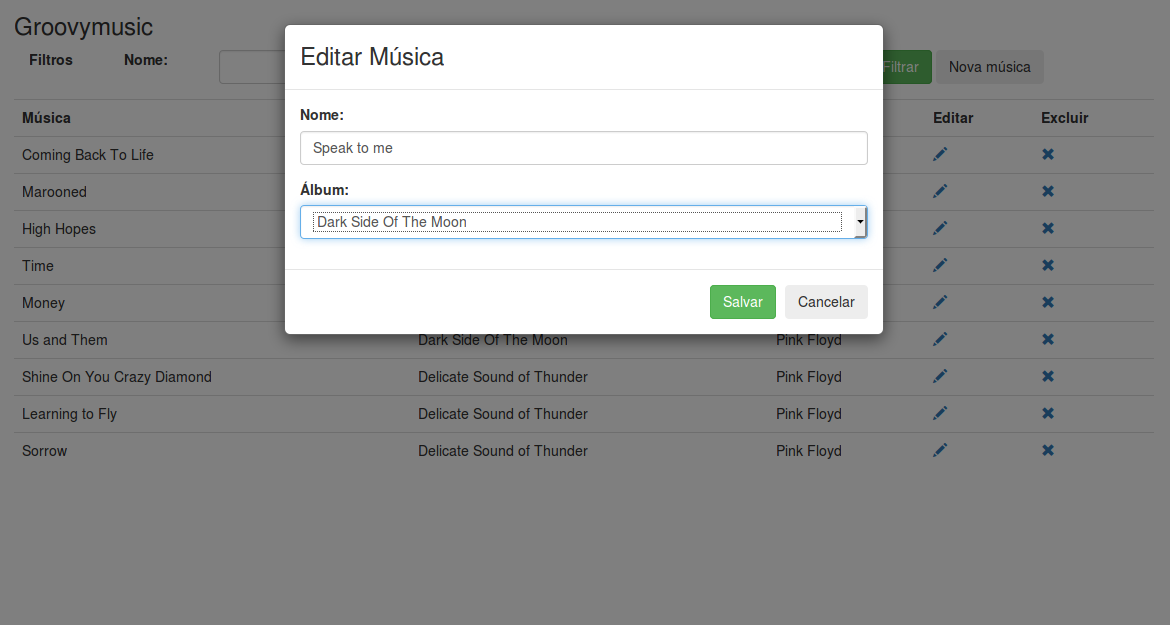 Groovymusic
Filtros Nome: Filtrar Nova música
Editar Música
Nome:
Speak to me
Álbum:
Dark Side Of The Moon
Salvar Cancelar
Música Editar Excluir
Coming Back To Life
Marooned
High Hopes
Time
Money
Us and Them Dark Side Of The Moon Pink Floyd
Shine On You Crazy Diamond Delicate Sound of Thunder Pink Floyd
Learning to Fly Delicate Sound of Thunder Pink Floyd
Sorrow Delicate Sound of Thunder Pink Floyd